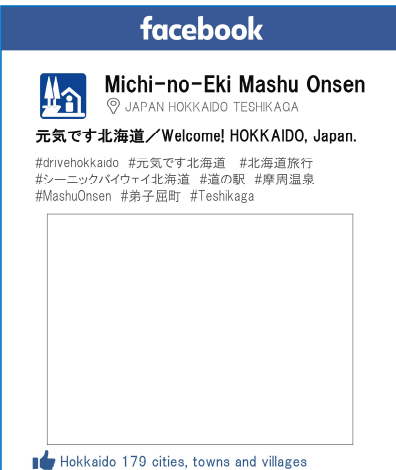 facebook
Michi-no-Eki Mashu Onsen
JAPAN HOKKAIDO TESHIKAGA
元気です北海道／Welcome! HOKKAIDO, Japan.
#drivehokkaido #元気です北海道 #北海道旅行
#シーニックバイウェイ北海道 #道の駅 #摩周温泉
#MashuOnsen #弟子屈町 #Teshikaga
Hokkaido 179 cities, towns and villages